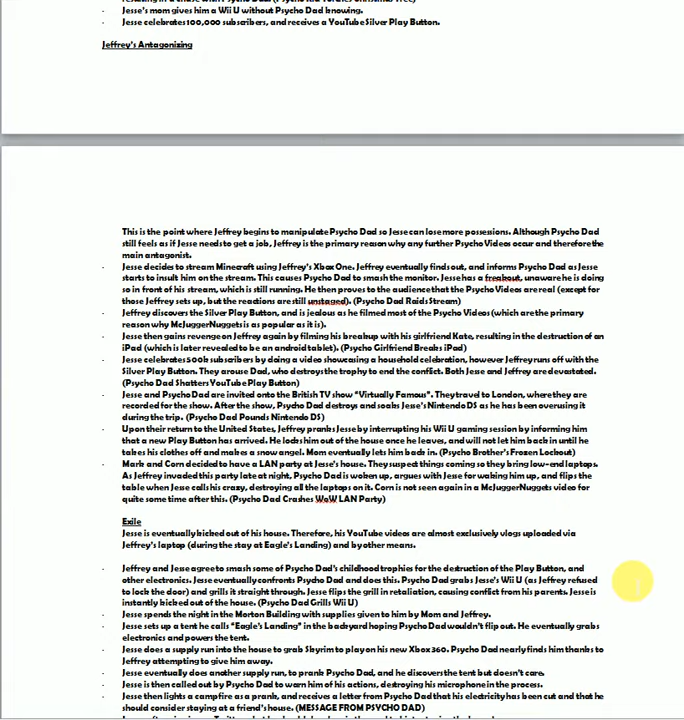 - Jesse's mom gives him a Wii U without Psycho Dad knowing.
- Jesse celebrates 100,000 subscribers, and receives a YouTube Silver Play Button.
Jeffrey's Antagonizing
This is the point where Jeffrey begins to manipulate Psycho Dad so Jesse can lose more possessions. Although Psycho Dad
still feels as if Jesse needs to get a job, Jeffrey is the primary reason why any further Psycho Videos occur and therefore the
main antagonist.
- Jesse decides to stream Minecraft using Jeffrey's Xbox One. Jeffrey eventually finds out, and informs Psycho Dad as Jesse
starts to insult him on the stream. This causes Psycho Dad to smash the monitor. Jesse has a freakout, unaware he is doing
so in front of his stream, which is still running. He then proves to the audience that the Psycho Videos are real (except for
those Jeffrey sets up, but the reactions are still unstaged). (Psycho Dad Raids Stream)
- Jeffrey discovers the Silver Play Button, and is jealous as he filmed most of the Psycho Videos (which are the primary
reason why McJuggerNuggets is as popular as it is).
- Jesse then gains revenge on Jeffrey again by filming his breakup with his girlfriend Kate, resulting in the destruction of an
iPad (which is later revealed to be an android tablet). (Psycho Girlfriend Breaks iPad)
- Jesse celebrates 500k subscribers by doing a video showcasing a household celebration, however Jeffrey runs off with the
Silver Play Button. They arouse Dad, who destroys the trophy to end the conflict. Both Jesse and Jeffrey are devastated.
(Psycho Dad Shatters YouTube Play Button)
- Jesse and Psycho Dad are invited onto the British TV show "Virtually Famous". They travel to London, where they are
recorded for the show. After the show, Psycho Dad destroys and soaks Jesse's Nintendo DS as he has been overusing it
during the trip. (Psycho Dad Pounds Nintendo DS)
- Upon their return to the United States, Jeffrey pranks Jesse by interrupting his Wii U gaming session by informing him
that a new Play Button has arrived. He locks him out of the house once he leaves, and will not let him back in until he
takes his clothes off and makes a snow angel. Mom eventually lets him back in. (Psycho Brother's Frozen Lockout)
- Mark and Corn decided to have a LAN party at Jesse's house. They suspect things coming so they bring low-end laptops.
As Jeffrey invaded this party late at night, Psycho Dad is woken up, argues with Jesse for waking him up, and flips the
table when Jesse calls his crazy, destroying all the laptops on it. Corn is not seen again in a McJuggerNuggets video for
quite some time after this. (Psycho Dad Crashes WoW LAN Party)
Exile
Jesse is eventually kicked out of his house. Therefore, his YouTube videos are almost exclusively vlogs uploaded via
Jeffrey's laptop (during the stay at Eagle's Landing) and by other means.
- Jeffrey and Jesse agree to smash some of Psycho Dad's childhood trophies for the destruction of the Play Button, and
other electronics. Jesse eventually confronts Psycho Dad and does this. Psycho Dad grabs Jesse's Wii U (as Jeffrey refused
to lock the door) and grills it straight through. Jesse flips the grill in retaliation, causing conflict from his parents. Jesse is
instantly kicked out of the house. (Psycho Dad Grills Wii U)
- Jesse spends the night in the Morton Building with supplies given to him by Mom and Jeffrey.
- Jesse sets up a tent he calls "Eagle's Landing" in the backyard hoping Psycho Dad wouldn't flip out. He eventually grabs
electronics and powers the tent.
- Jesse does a supply run into the house to grab Skyrim to play on his new Xbox 360. Psycho Dad nearly finds him thanks to
Jeffrey attempting to give him away.
- Jesse eventually does another supply run, to prank Psycho Dad, and he discovers the tent but doesn't care.
- Jesse is then called out by Psycho Dad to warn him of his actions, destroying his microphone in the process.
- Jesse then lights a campfire as a prank, and receives a letter from Psycho Dad that his electricity has been cut and that he
should consider staying at a friend's house. (MESSAGE FROM PSYCHO DAD)